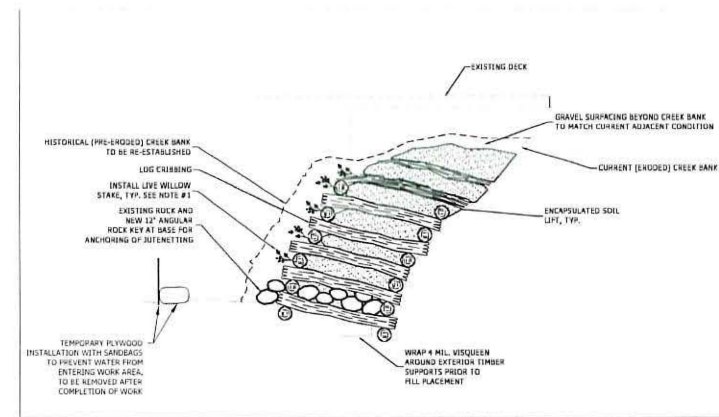 EXISTING DECK
GRAVEL SURFACING BEYOND CREEK BANK
TO MATCH CURRENT ADJACENT CONDITION
HISTORICAL (PRE-ERODED) CREEK BANK
TO BE RE-ESTABLISHED
CURRENT (ERODED) CREEK BANK
LOG CRIBBING
INSTALL LIVE WILLOW
STAKE, TYP. SEE NOTE #1
EXISTING ROCK AND
NEW 12" ANGULAR
ROCK KEY AT BASE FOR
ANCHORING OF JUTENETTING
ENCAPSULATED SOIL
LIFT, TYP.
TEMPORARY PLYWOOD
INSTALLATION WITH SANDBAGS
TO PREVENT WATER FROM
ENTERING WORK AREA,
TO BE REMOVED AFTER
COMPLETION OF WORK
WRAP 4 MIL. VISQUEEN
AROUND EXTERIOR TIMBER
SUPPORTS PRIOR TO
FILL PLACEMENT